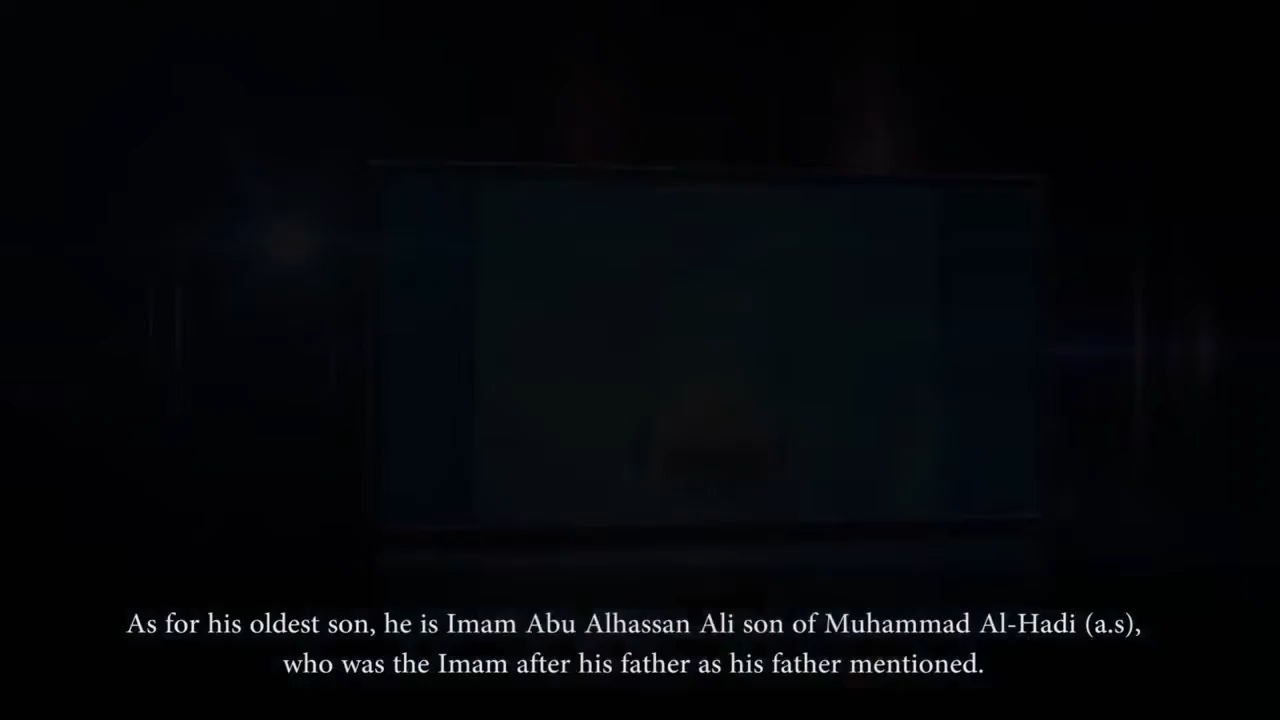 As for his oldest son, he is Imam Abu Alhassan Ali son of Muhammad Al-Hadi (a.s),
who was the Imam after his father as his father mentioned.